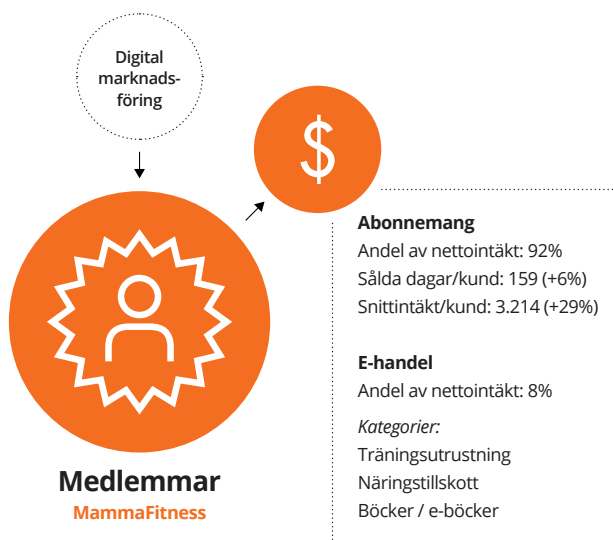 Digital
marknads-
föring
$
Abonnemang
Andel av nettointäkt: 92%
Sålda dagar/kund: 159 (+6%)
Snittintäkt/kund: 3.214 (+29%)
E-handel
Andel av nettointäkt: 8%
Kategorier:
Träningsutrustning
Näringstillskott
Böcker / e-böcker
Medlemmar
MammaFitness